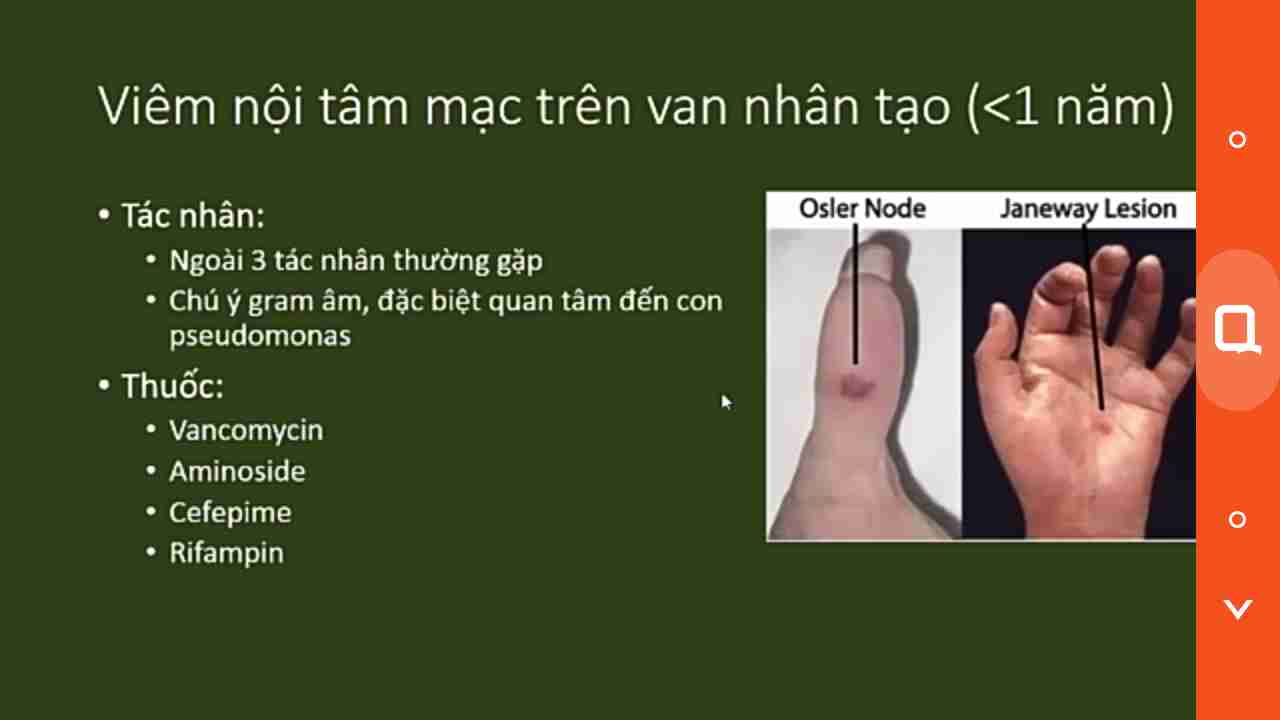 Viêm nội tâm mạc trên van nhân tạo (<1 năm)
• Tác nhân:
• Ngoài 3 tác nhân thường gặp
• Chú ý gram âm, đặc biệt quan tâm đến con
pseudomonas
• Thuốc:
• Vancomycin
• Aminoside
• Cefepime
• Rifampin
Osler Node
Janeway Lesion